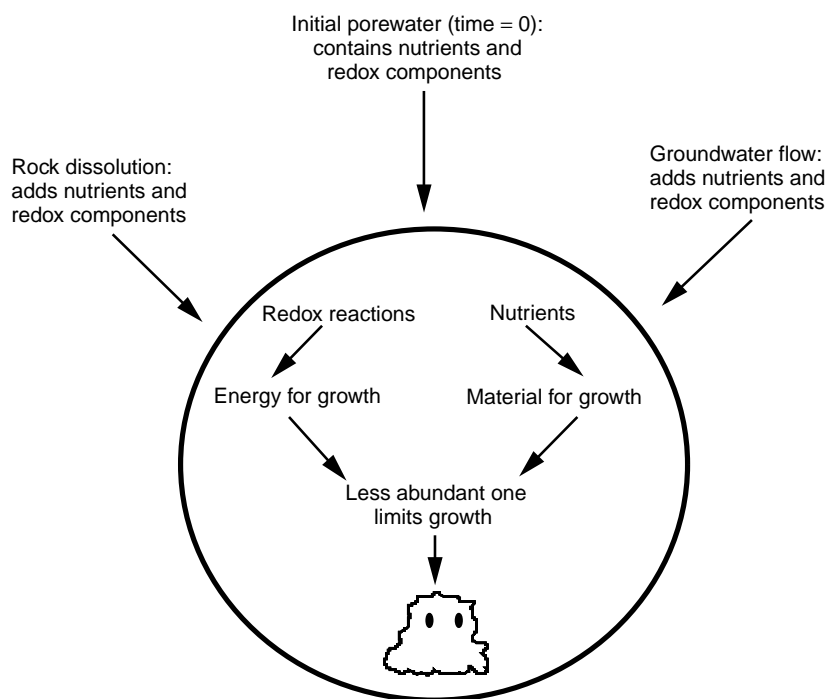 Initial porewater (time = 0):
contains nutrients and
redox components
Rock dissolution:
adds nutrients and
redox components
Groundwater flow:
adds nutrients and
redox components
Redox reactions
Nutrients
Energy for growth
Material for growth
Less abundant one
limits growth